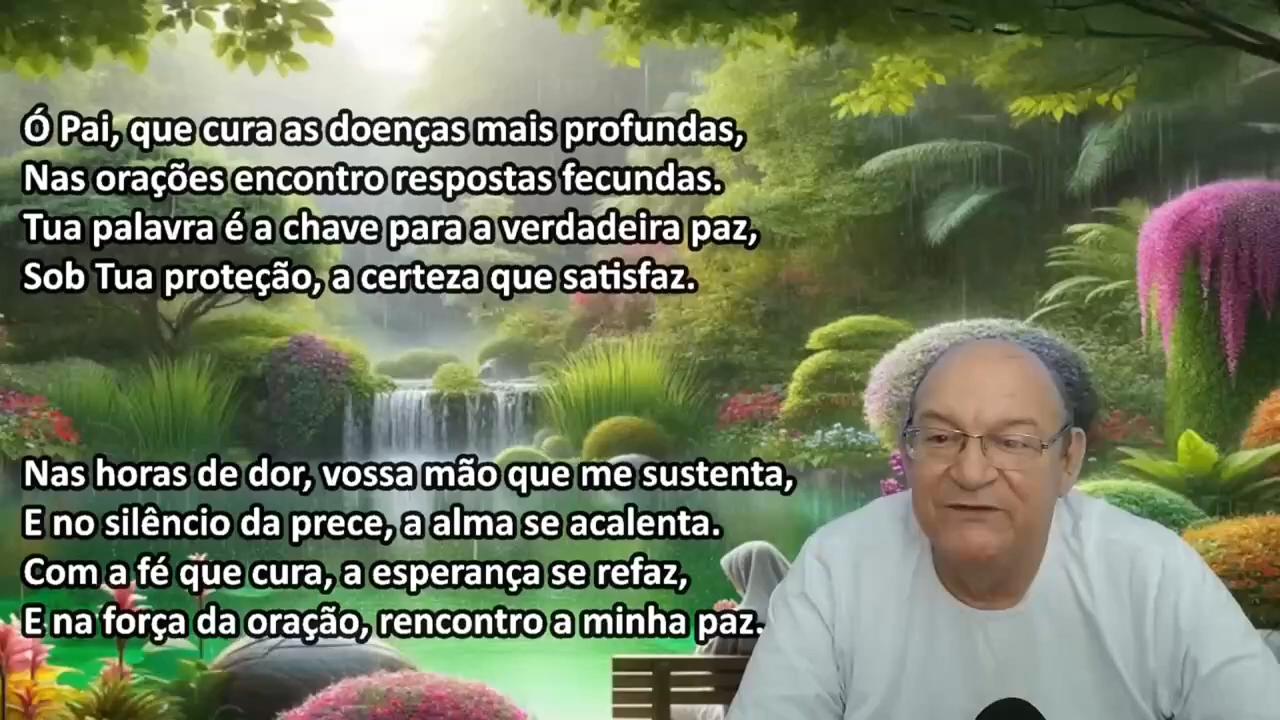 Ó Pai, que cura as doenças mais profundas,
Nas orações encontro respostas fecundas.
Tua palavra é a chave para a verdadeira paz,
Sob Tua proteção, a certeza que satisfaz.
Nas horas de dor, vossa mão que me sustenta,
E no silêncio da prece, a alma se acalenta.
Com a fé que cura, a esperança se refaz,
E na força da oração, rencontro a minha paz.